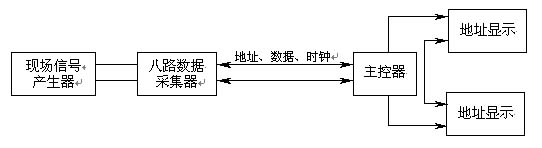 现场信号
产生器
八路数据
采集器
地址、数据、时钟
主控器
地址显示
地址显示